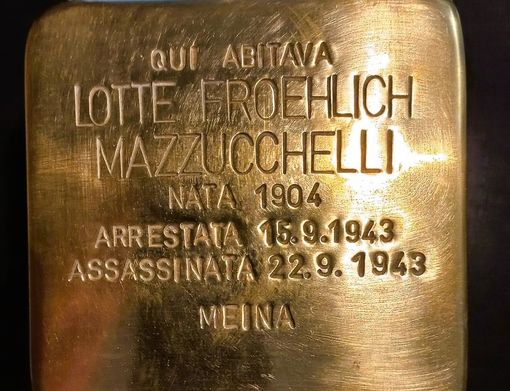 QUI ABITAVA
LOTTE FROEHLICH
MAZZUCCHELLI
NATA 1904
ARRESTATA 15.9.1943
ASSASSINATA 22.9.1943
MEINA